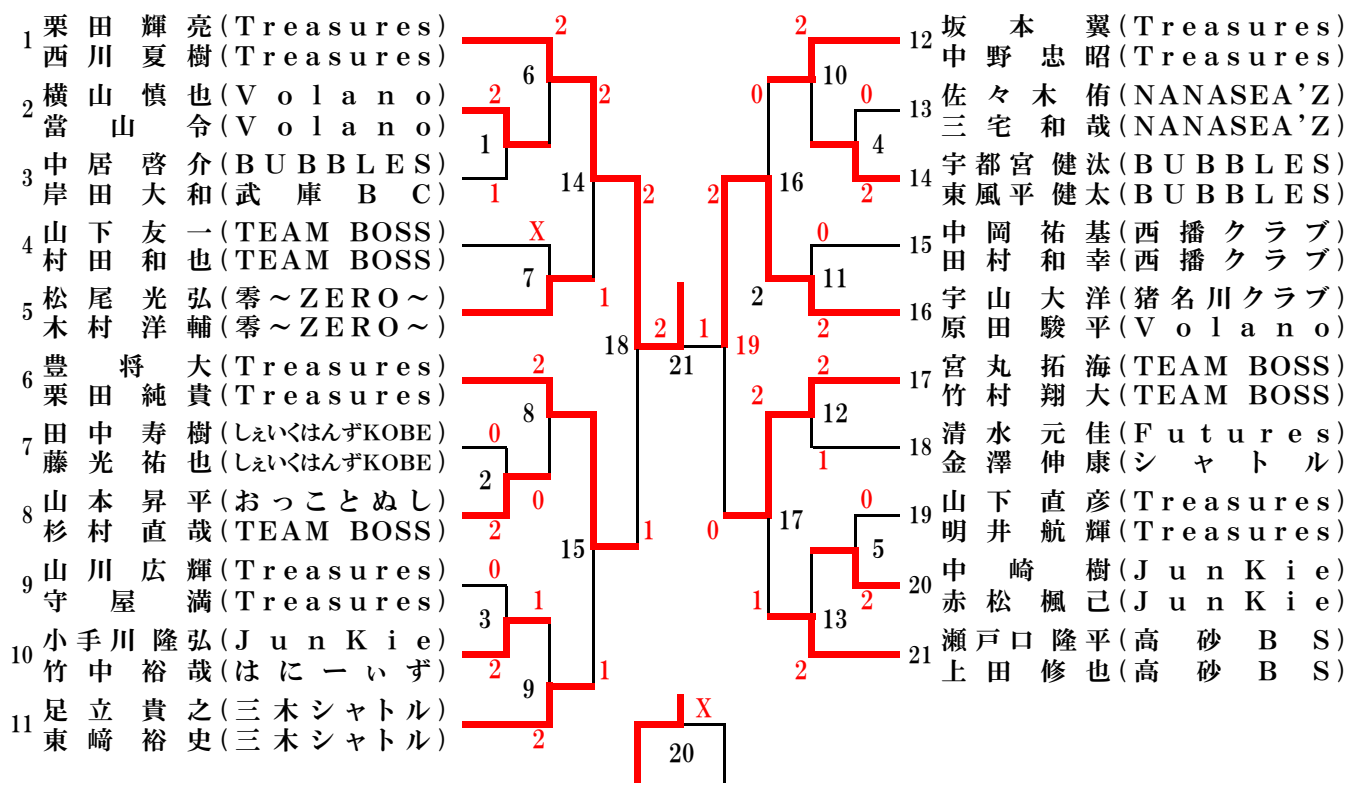 1 栗田輝亮(Treasures)
西川夏樹(Treasures)
2 横山慎也(Volano)
當山令(Volano)
3 中居啓介(BUBBLES)
岸田大和(武庫BC)
4 山下友一(TEAM BOSS)
村田和也(TEAM BOSS)
5 松尾光弘(零～ZERO～)
木村洋輔(零～ZERO～)
6 豊将大(Treasures)
栗田純貴(Treasures)
7 田中寿樹(しぇいくはんずKOBE)
藤光祐也(しぇいくはんずKOBE)
8 山本昇平(おっことぬし)
杉村直哉(TEAM BOSS)
9 山川広輝(Treasures)
守屋満(Treasures)
10 小手川隆弘(JunKie)
竹中裕哉(はにーぃず)
11 足立貴之(三木シャトル)
東﨑裕史(三木シャトル)
2
6
2
2
1
1
14
2
X
7
1
18
2
8
0
2
0
2
15
1
0
3
1
2
9
1
2
2
21
1
X
20
2
10
0
0
4
2
16
2
0
11
2
2
19
2
12
2
1
17
0
0
5
2
1
13
2
12 坂本翼(Treasures)
中野忠昭(Treasures)
13 佐々木侑(NANASEA'Z)
三宅和哉(NANASEA'Z)
14 宇都宮健汰(BUBBLES)
東風平健太(BUBBLES)
15 中岡祐基(西播クラブ)
田村和幸(西播クラブ)
16 宇山大洋(猪名川クラブ)
原田駿平(Volano)
17 宮丸拓海(TEAM BOSS)
竹村翔大(TEAM BOSS)
18 清水元佳(Futures)
金澤伸康(シャトル)
19 山下直彦(Treasures)
明井航輝(Treasures)
20 中崎樹(JunKie)
赤松楓己(JunKie)
21 瀬戸口隆平(高砂BS)
上田修也(高砂BS)